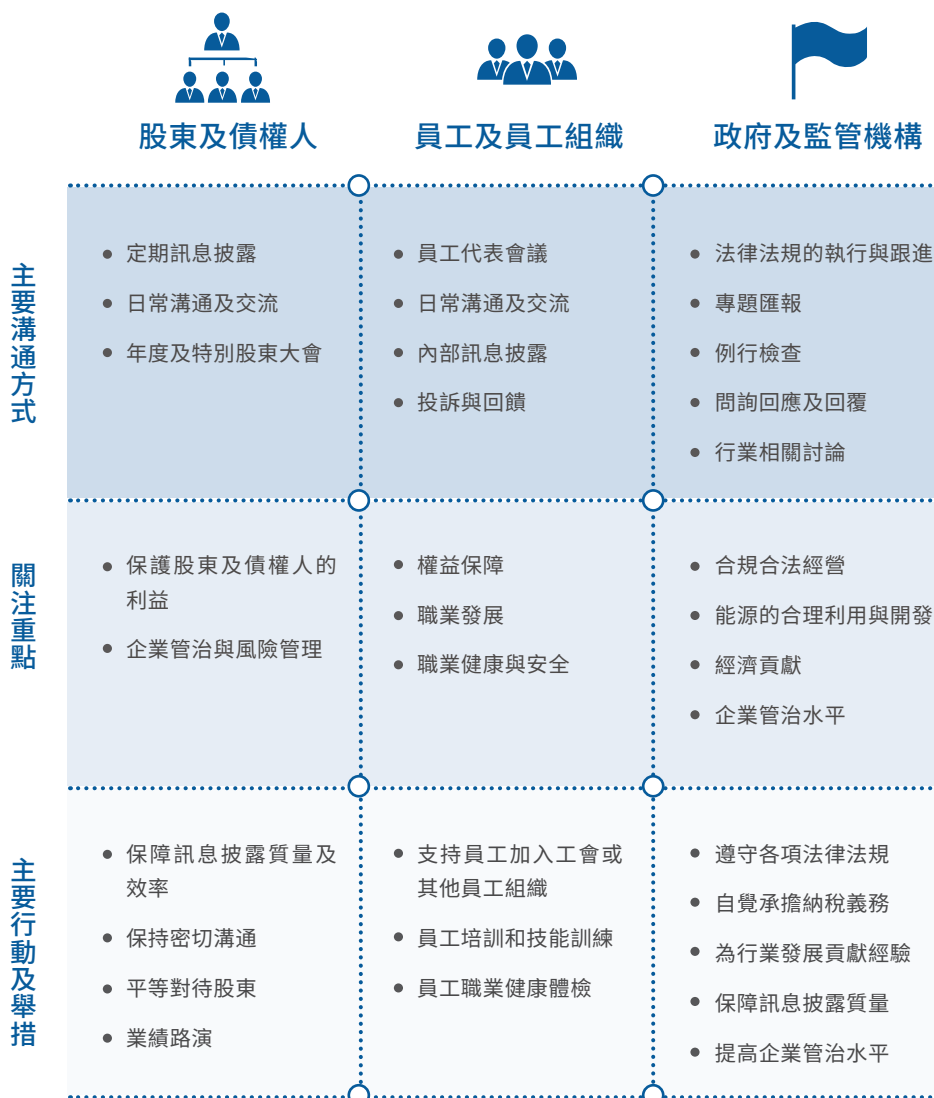 股東及債權人
員工及員工組織
政府及監管機構
主要溝通方式
定期訊息披露
日常溝通及交流
年度及特別股東大會
員工代表會議
日常溝通及交流
內部訊息披露
投訴與回饋
法律法規的執行與跟進
專題匯報
例行檢查
問詢回應及回覆
行業相關討論
關注重點
保護股東及債權人的
利益
企業管治與風險管理
權益保障
職業發展
職業健康與安全
合規合法經營
能源的合理利用與開發
經濟貢獻
企業管治水平
主要行動及舉措
保障訊息披露質量及
效率
保持密切溝通
平等對待股東
業績路演
支持員工加入工會或
其他員工組織
員工培訓和技能訓練
員工職業健康體檢
遵守各項法律法規
自覺承擔納稅義務
為行業發展貢獻經驗
保障訊息披露質量
提高企業管治水平